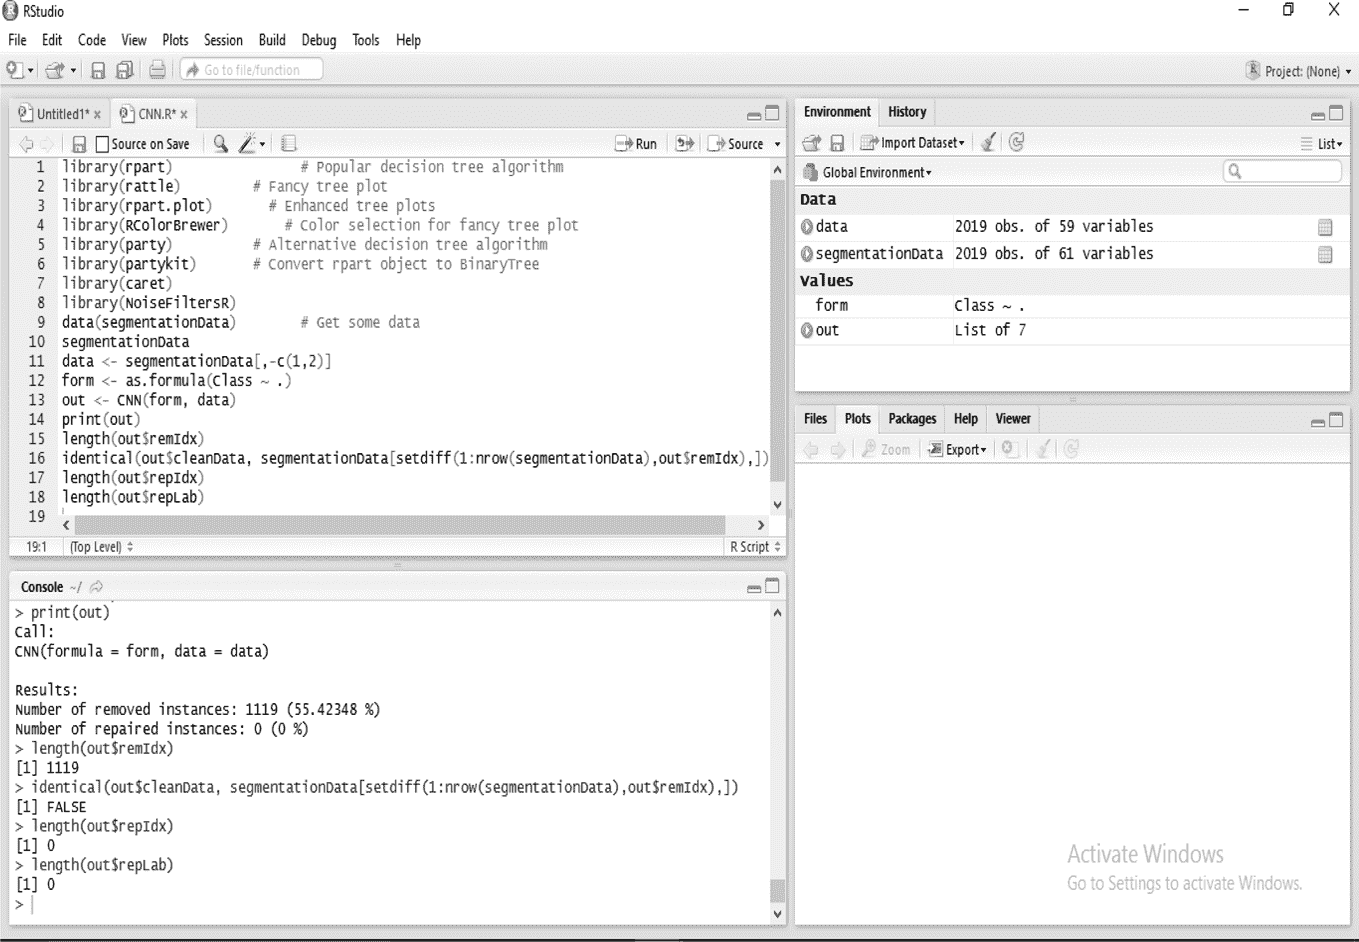 RStudio
File Edit Code View Plots Session Build Debug Tools Help
Go to file/function
Project: (None)
Untitled1* × CNN.R* ×
Source on Save Run Source
1 library(rpart) # Popular decision tree algorithm
2 library(rattle) # Fancy tree plot
3 library(rpart.plot) # Enhanced tree plots
4 library(RColorBrewer) # Color selection for fancy tree plot
5 library(party) # Alternative decision tree algorithm
6 library(partykit) # Convert rpart object to BinaryTree
7 library(caret)
8 library(NoiseFiltersR)
9 data(segmentationData) # Get some data
10 segmentationData
11 data <- segmentationData[,-c(1,2)]
12 form <- as.formula(Class ~ .)
13 out <- CNN(form, data)
14 print(out)
15 length(out$remIdx)
16 identical(out$cleanData, segmentationData[setdiff(1:nrow(segmentationData),out$remIdx),])
17 length(out$repIdx)
18 length(out$repLab)
19
19:1 (Top Level) R Script
Console ~/
> print(out)
Call:
CNN(formula = form, data = data)
Results:
Number of removed instances: 1119 (55.42348 %)
Number of repaired instances: 0 (0 %)
> length(out$remIdx)
[1] 1119
> identical(out$cleanData, segmentationData[setdiff(1:nrow(segmentationData),out$remIdx),])
[1] FALSE
> length(out$repIdx)
[1] 0
> length(out$repLab)
[1] 0
>
Environment History
Import Dataset List
Global Environment
Data
data 2019 obs. of 59 variables
segmentationData 2019 obs. of 61 variables
Values
form Class ~ .
out List of 7
Files Plots Packages Help Viewer
Zoom Export
Activate Windows
Go to Settings to activate Windows.